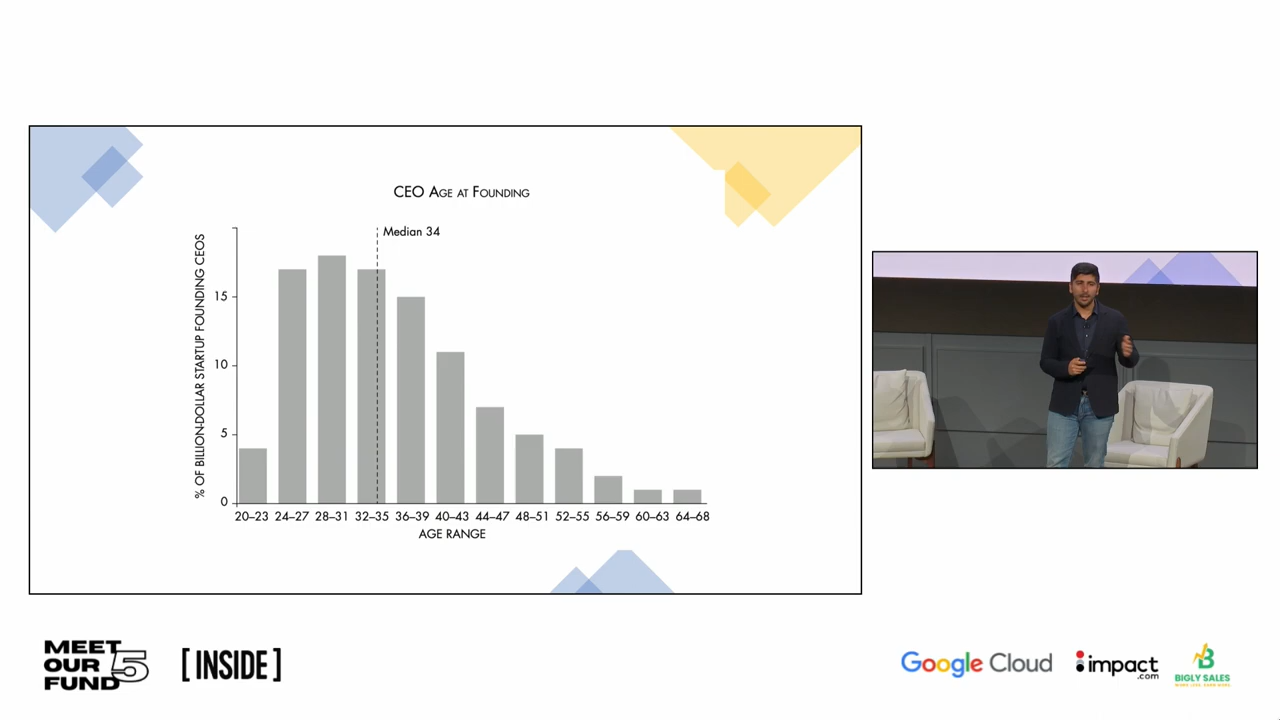 CEO AGE AT FOUNDING
Median 34
% OF BILLION-DOLLAR STARTUP FOUNDING CEOS
15
10
5
0
20–23 24–27 28–31 32–35 36–39 40–43 44–47 48–51 52–55 56–59 60–63 64–68
AGE RANGE
MEET
OUR 5
FUND
[INSIDE]
Google Cloud
impact
.com
BIGLY SALES